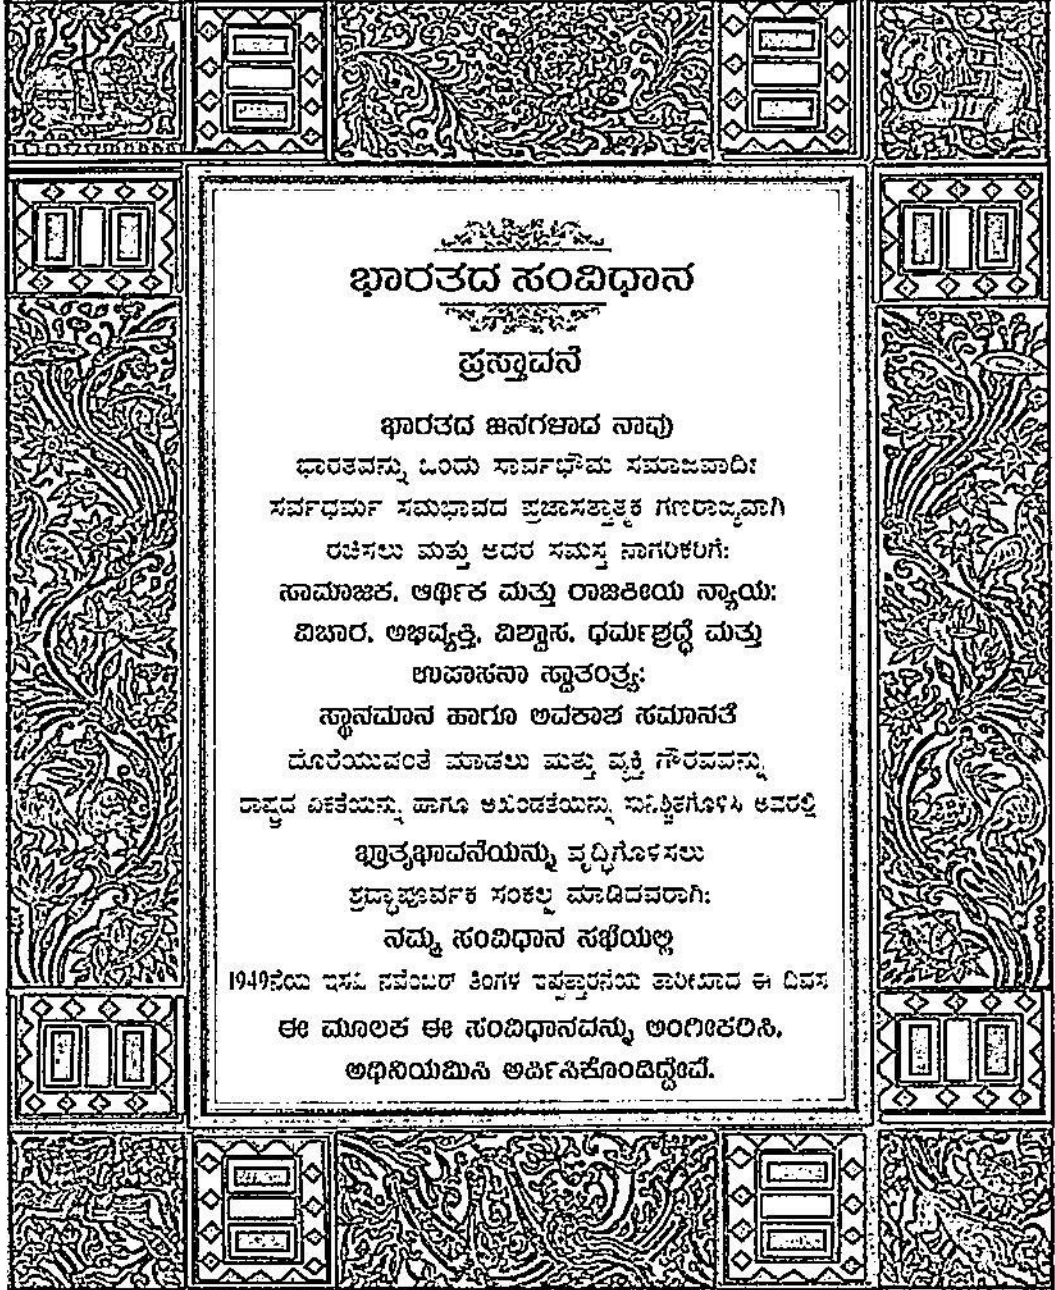 ಭಾರತದ ಸಂವಿಧಾನ
ಪ್ರಸ್ತಾವನೆ
ಭಾರತದ ಜನಗಳಾದ ನಾವು
ಭಾರತವನ್ನು ಒಂದು ಸಾರ್ವಭೌಮ ಸಮಾಜವಾದಿ
ಸರ್ವಧರ್ಮ ಸಮಭಾವದ ಪ್ರಜಾಸತ್ತಾತ್ಮಕ ಗಣರಾಜ್ಯವಾಗಿ
ರಚಿಸಲು ಮತ್ತು ಅದರ ಸಮಸ್ತ ನಾಗರಿಕರಿಗೆ:
ಸಾಮಾಜಿಕ, ಆರ್ಥಿಕ ಮತ್ತು ರಾಜಕೀಯ ನ್ಯಾಯ;
ವಿಚಾರ, ಅಭಿವ್ಯಕ್ತಿ, ವಿಶ್ವಾಸ, ಧರ್ಮಶ್ರದ್ಧೆ ಮತ್ತು
ಉಪಾಸನಾ ಸ್ವಾತಂತ್ರ್ಯ;
ಸ್ಥಾನಮಾನ ಹಾಗೂ ಅವಕಾಶ ಸಮಾನತೆ
ದೊರೆಯುವಂತೆ ಮಾಡಲು ಮತ್ತು ವ್ಯಕ್ತಿ ಗೌರವವನ್ನು
ರಾಷ್ಟ್ರದ ಏಕತೆಯನ್ನು ಹಾಗೂ ಅಖಂಡತೆಯನ್ನು ಸುನಿಶ್ಚಿತಗೊಳಿಸಿ ಅವರಲ್ಲಿ
ಭ್ರಾತೃಭಾವನೆಯನ್ನು ವೃದ್ಧಿಗೊಳಿಸಲು
ಶ್ರದ್ಧಾಪೂರ್ವಕ ಸಂಕಲ್ಪ ಮಾಡಿದವರಾಗಿ;
ನಮ್ಮ ಸಂವಿಧಾನ ಸಭೆಯಲ್ಲಿ
1949ನೆಯ ಇಸವಿ ನವೆಂಬರ್ ತಿಂಗಳ ಇಪ್ಪತ್ತಾರನೆಯ ತಾರೀಖಾದ ಈ ದಿವಸ
ಈ ಮೂಲಕ ಈ ಸಂವಿಧಾನವನ್ನು ಅಂಗೀಕರಿಸಿ,
ಅಧಿನಿಯಮಿಸಿ ಅರ್ಪಿಸಿಕೊಂಡಿದ್ದೇವೆ.